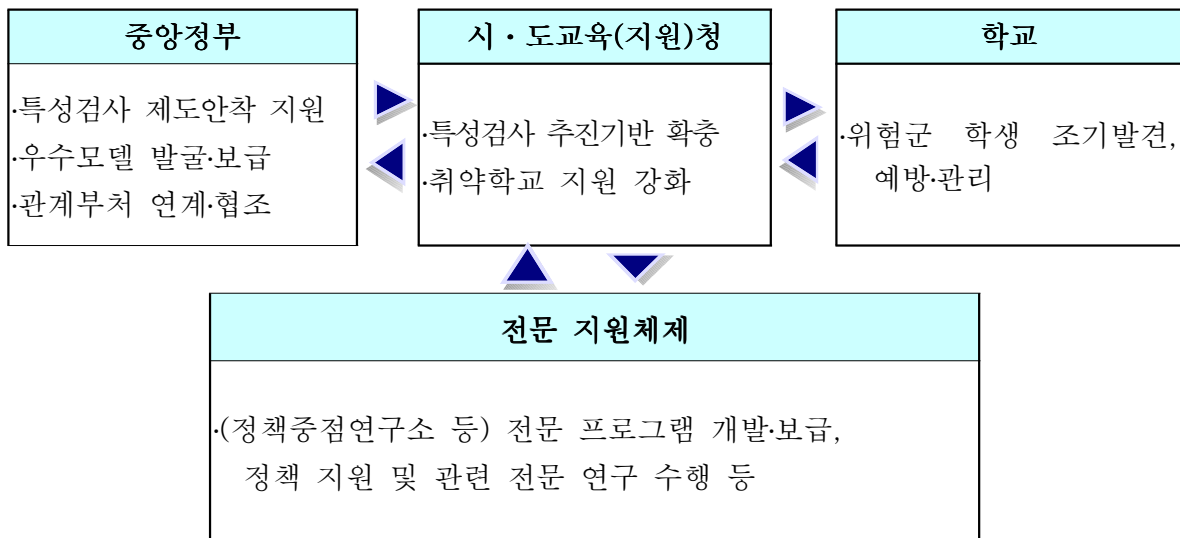 중앙정부
·특성검사 제도안착 지원
·우수모델 발굴·보급
·관계부처 연계·협조
시·도교육(지원)청
·특성검사 추진기반 확충
·취약학교 지원 강화
학교
·위험군 학생 조기발견,
예방·관리
전문 지원체제
·(정책중점연구소 등) 전문 프로그램 개발·보급,
정책 지원 및 관련 전문 연구 수행 등